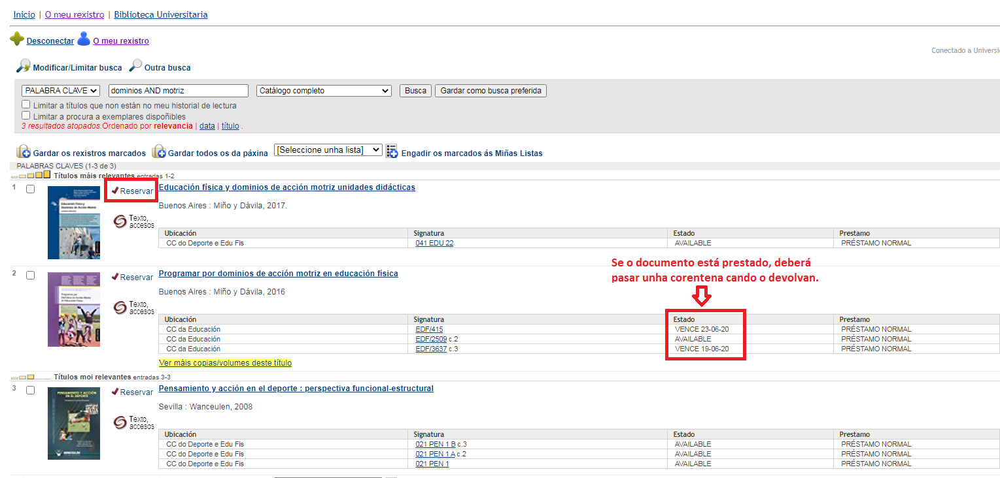 Inicio | O meu rexistro | Biblioteca Universitaria
Desconectar O meu rexistro
Conectado a Universi
Modificar/Limitar busca Outra busca
PALABRA CLAVE dominios AND motriz Catálogo completo Busca Gardar como busca preferida
Limitar a títulos que non están no meu historial de lectura
Limitar a procura a exemplares dispoñibles
3 resultados atopados.Ordenado por relevancia | data | título .
Gardar os rexistros marcados Gardar todos os da páxina [Seleccione unha lista] Engadir os marcados ás Miñas Listas
PALABRAS CLAVES (1-3 de 3)
Títulos máis relevantes entradas 1-2
1 Reservar Educación física y dominios de acción motriz unidades didácticas
Buenos Aires : Miño y Dávila, 2017.
Texto, accesos
Ubicación Signatura Estado Prestamo
CC do Deporte e Edu Fis 041 EDU 22 AVAILABLE PRÉSTAMO NORMAL
Se o documento está prestado, deberá
pasar unha corentena cando o devolvan.
2 Reservar Programar por dominios de acción motriz en educación física
Buenos Aires : Miño y Dávila, 2016
Texto, accesos
Ubicación Signatura Estado Prestamo
CC da Educación EDF/415 VENCE 23-06-20 PRÉSTAMO NORMAL
CC da Educación EDF/2509 c.2 AVAILABLE PRÉSTAMO NORMAL
CC da Educación EDF/3637 c.3 VENCE 19-06-20 PRÉSTAMO NORMAL
Ver máis copias/volumes deste título
Títulos moi relevantes entradas 3-3
3 Reservar Pensamiento y acción en el deporte : perspectiva funcional-estructural
PENSAMIENTO Y ACCIÓN
EN EL DEPORTE
Sevilla : Wanceulen, 2008
Texto, accesos
WANCEULEN
Ubicación Signatura Estado Prestamo
CC do Deporte e Edu Fis 021 PEN 1 B c.3 AVAILABLE PRÉSTAMO NORMAL
CC do Deporte e Edu Fis 021 PEN 1 A c.2 AVAILABLE PRÉSTAMO NORMAL
CC do Deporte e Edu Fis 021 PEN 1 AVAILABLE PRÉSTAMO NORMAL